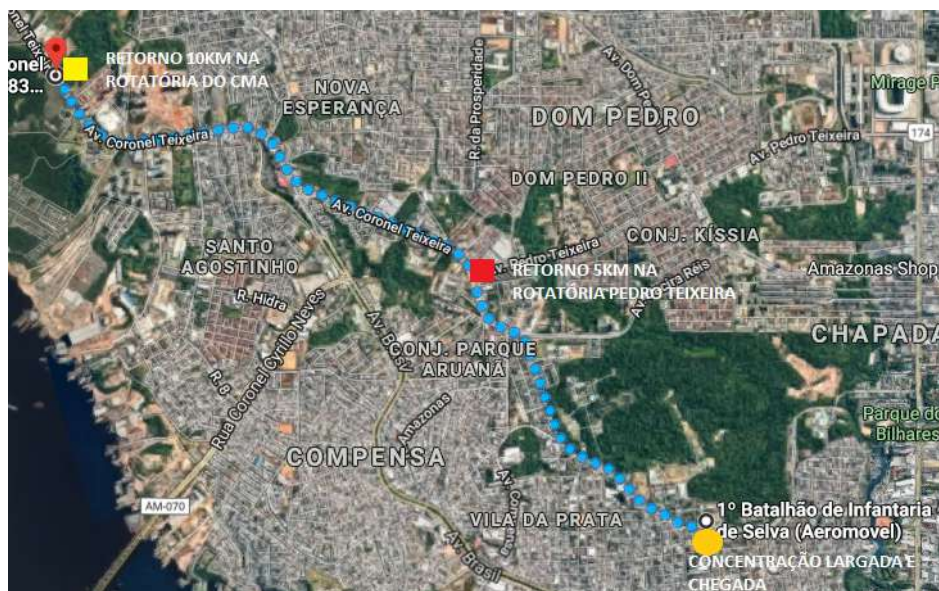 Coronel Teixeira
onel
83...
RETORNO 10KM NA
ROTATÓRIA DO CMA
Av. Coronel Teixeira
NOVA
ESPERANÇA
R. da Prosperidade
Av. Dom Pedro I
DOM PEDRO
Mirage P
174
Av. Pedro Teixeira
DOM PEDRO II
Av. Coronel Teixeira
SANTO
AGOSTINHO
R. Hidra
R. B
Rua Coronel Cyrillo Neves
Av. Brasil
Av. Pedro Teixeira
CONJ. KÍSSIA
RETORNO 5KM NA
ROTATÓRIA PEDRO TEIXEIRA
Amazonas Shop
CHAPADA
CONJ. PARQUE
ARUANÃ
Amazonas
COMPENSA
Parque do
Bilhares
AM-070
VILA DA PRATA
Av. Brasil
1º Batalhão de Infantaria
de Selva (Aeromovel)
CONCENTRAÇÃO LARGADA E
CHEGADA